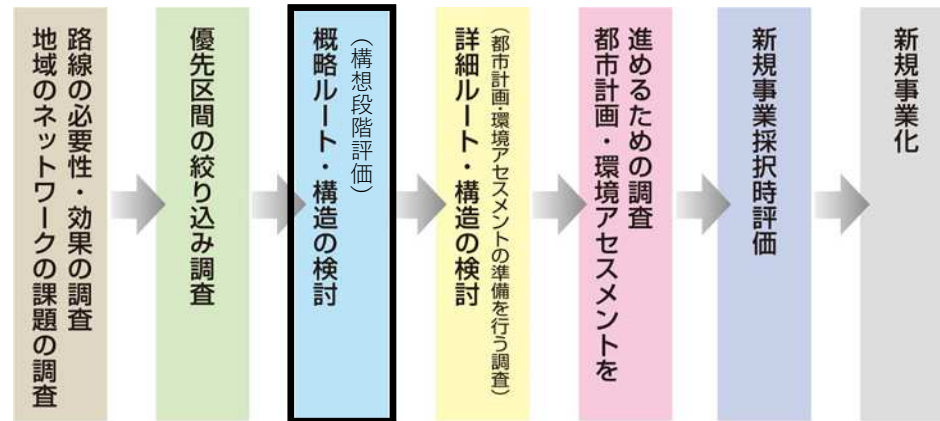 地域のネットワークの課題の調査
路線の必要性・効果の調査
優先区間の絞り込み調査
概略ルート・構造の検討
（構想段階評価）
詳細ルート・構造の検討
（都市計画・環境アセスメントの準備を行う調査）
都市計画・環境アセスメントを
進めるための調査
新規事業採択時評価
新規事業化